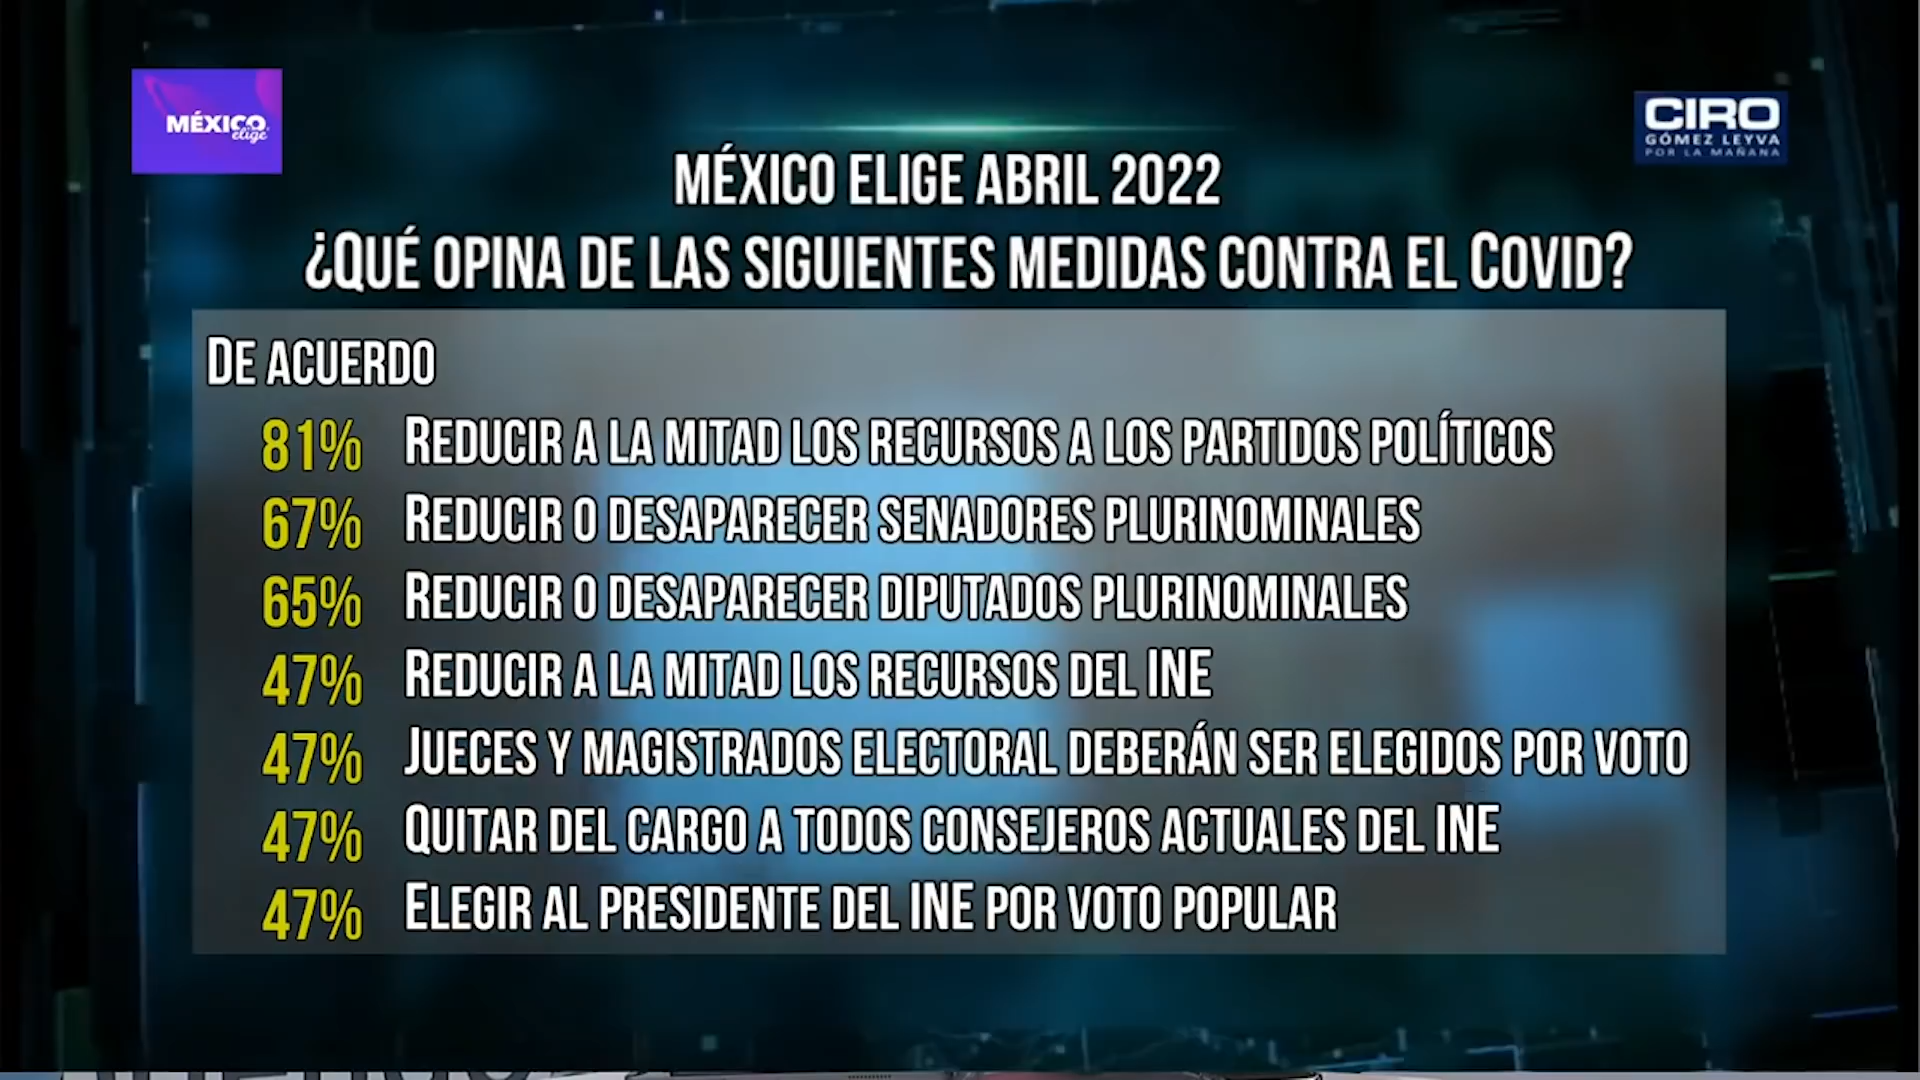 MÉXICO
elige
CIRO
GÓMEZ LEYVA
POR LA MAÑANA
MÉXICO ELIGE ABRIL 2022
¿QUÉ OPINA DE LAS SIGUIENTES MEDIDAS CONTRA EL COVID?
DE ACUERDO
81% REDUCIR A LA MITAD LOS RECURSOS A LOS PARTIDOS POLÍTICOS
67% REDUCIR O DESAPARECER SENADORES PLURINOMINALES
65% REDUCIR O DESAPARECER DIPUTADOS PLURINOMINALES
47% REDUCIR A LA MITAD LOS RECURSOS DEL INE
47% JUECES Y MAGISTRADOS ELECTORAL DEBERÁN SER ELEGIDOS POR VOTO
47% QUITAR DEL CARGO A TODOS CONSEJEROS ACTUALES DEL INE
47% ELEGIR AL PRESIDENTE DEL INE POR VOTO POPULAR